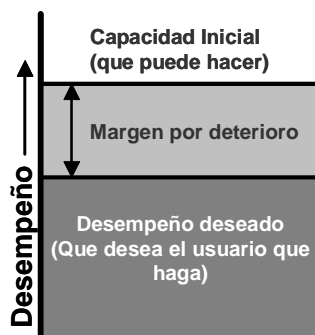 Capacidad Inicial
(que puede hacer)
Margen por deterioro
Desempeño deseado
(Que desea el usuario que
haga)
Desempeño